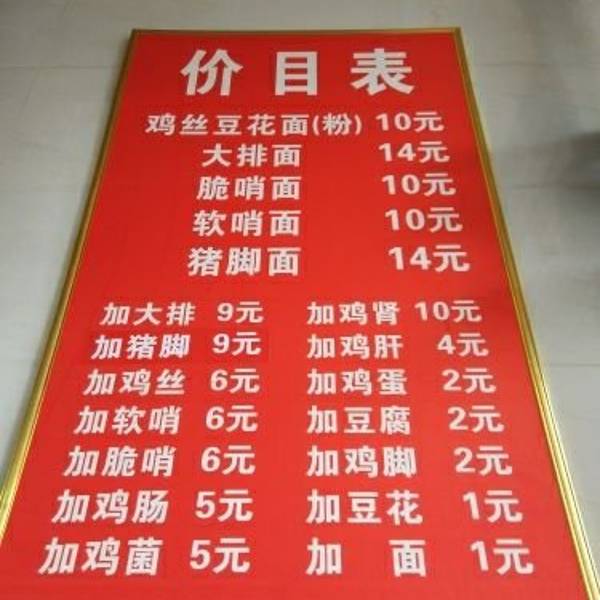 价目表
鸡丝豆花面(粉) 10元
大排面 14元
脆哨面 10元
软哨面 10元
猪脚面 14元
加大排 9元 加鸡肾 10元
加猪脚 9元 加鸡肝 4元
加鸡丝 6元 加鸡蛋 2元
加软哨 6元 加豆腐 2元
加脆哨 6元 加鸡脚 2元
加鸡肠 5元 加豆花 1元
加鸡菌 5元 加面 1元